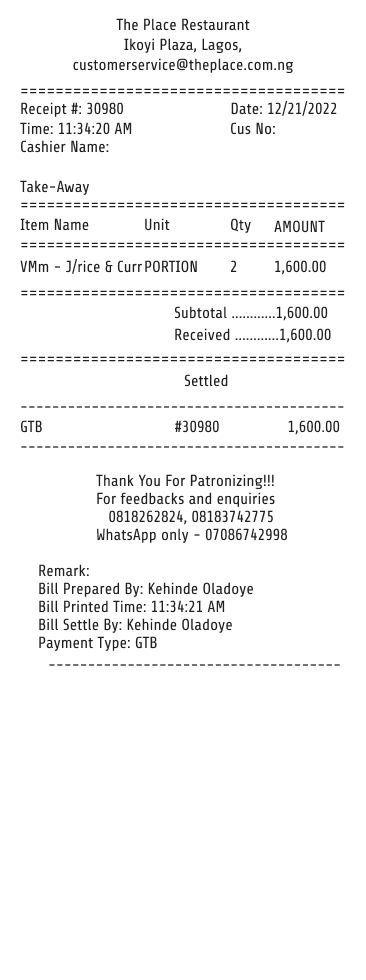 The Place Restaurant
Ikoyi Plaza, Lagos,
customerservice@theplace.com.ng
=====================================
Receipt #: 30980 Date: 12/21/2022
Time: 11:34:20 AM Cus No:
Cashier Name:
Take-Away
=====================================
Item Name Unit Qty AMOUNT
=====================================
VMm - J/rice & Curr PORTION 2 1,600.00
=====================================
Subtotal ............1,600.00
Received ............1,600.00
=====================================
Settled
-------------------------------------
GTB #30980 1,600.00
-------------------------------------
Thank You For Patronizing!!!
For feedbacks and enquiries
0818262824, 08183742775
WhatsApp only - 07086742998
Remark:
Bill Prepared By: Kehinde Oladoye
Bill Printed Time: 11:34:21 AM
Bill Settle By: Kehinde Oladoye
Payment Type: GTB
-------------------------------------